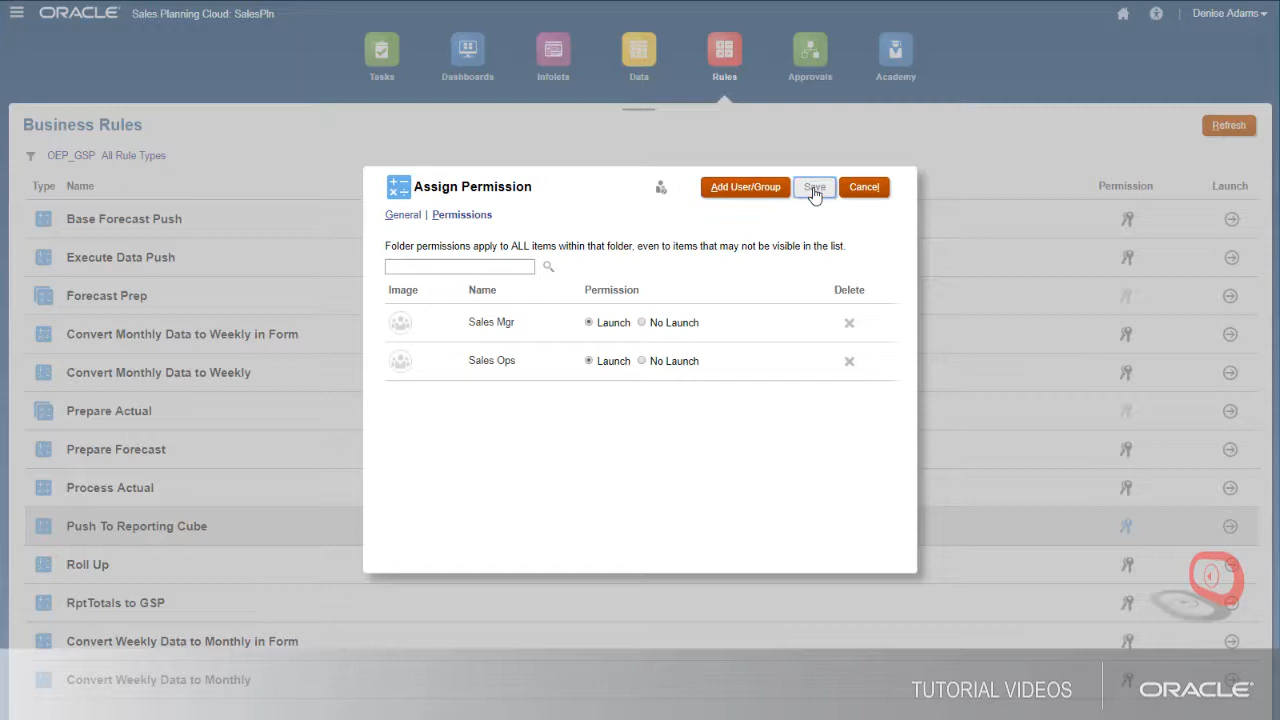 ORACLE Sales Planning Cloud: SalesPln Denise Adams
Tasks Dashboards Infolets Data Rules Approvals Academy
Business Rules Refresh
OEP_GSP All Rule Types
Type Name Permission Launch
Assign Permission Add User/Group Save Cancel
General | Permissions
Folder permissions apply to ALL items within that folder, even to items that may not be visible in the list.
Image Name Permission Delete
Sales Mgr Launch No Launch
Sales Ops Launch No Launch
Base Forecast Push
Execute Data Push
Forecast Prep
Convert Monthly Data to Weekly in Form
Convert Monthly Data to Weekly
Prepare Actual
Prepare Forecast
Process Actual
Push To Reporting Cube
Roll Up
RptTotals to GSP
Convert Weekly Data to Monthly in Form
Convert Weekly Data to Monthly
TUTORIAL VIDEOS ORACLE